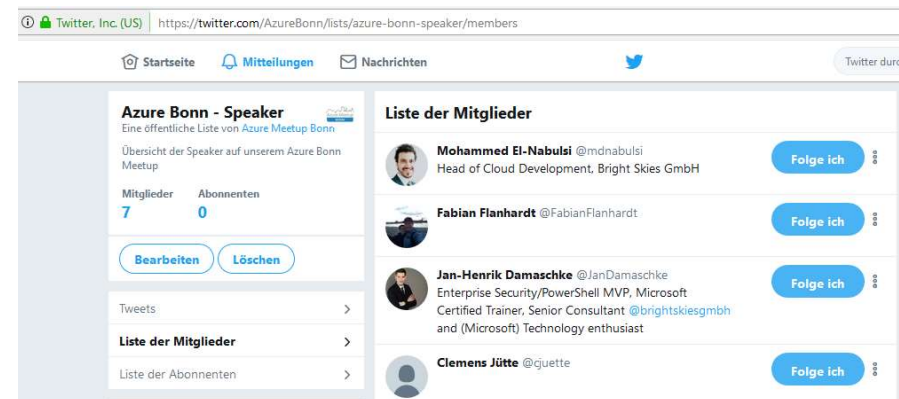 Twitter, Inc. (US) https://twitter.com/AzureBonn/lists/azure-bonn-speaker/members
Startseite Mitteilungen Nachrichten Twitter durc
Azure Bonn - Speaker
Eine öffentliche Liste von Azure Meetup Bonn
Übersicht der Speaker auf unserem Azure Bonn
Meetup
Mitglieder Abonnenten
7 0
Bearbeiten Löschen
Tweets
Liste der Mitglieder
Liste der Abonnenten
Liste der Mitglieder
Mohammed El-Nabulsi @mdnabulsi
Head of Cloud Development, Bright Skies GmbH
Folge ich
Fabian Flanhardt @FabianFlanhardt
Folge ich
Jan-Henrik Damaschke @JanDamaschke
Enterprise Security/PowerShell MVP, Microsoft
Certified Trainer, Senior Consultant @brightskiesgmbh
and (Microsoft) Technology enthusiast
Folge ich
Clemens Jütte @cjuette
Folge ich